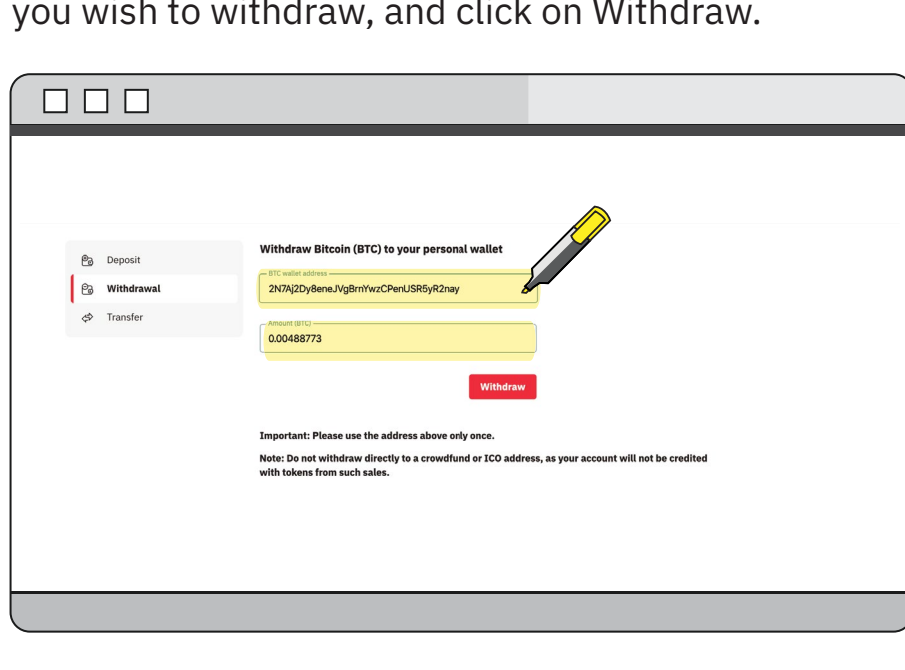 you wish to withdraw, and click on Withdraw.
Deposit
Withdrawal
Transfer
Withdraw Bitcoin (BTC) to your personal wallet
BTC wallet address
2N7Aj2Dy8eneJVgBrnYwzCPenUSR5yR2nay
Amount (BTC)
0.00488773
Withdraw
Important: Please use the address above only once.
Note: Do not withdraw directly to a crowdfund or ICO address, as your account will not be credited
with tokens from such sales.